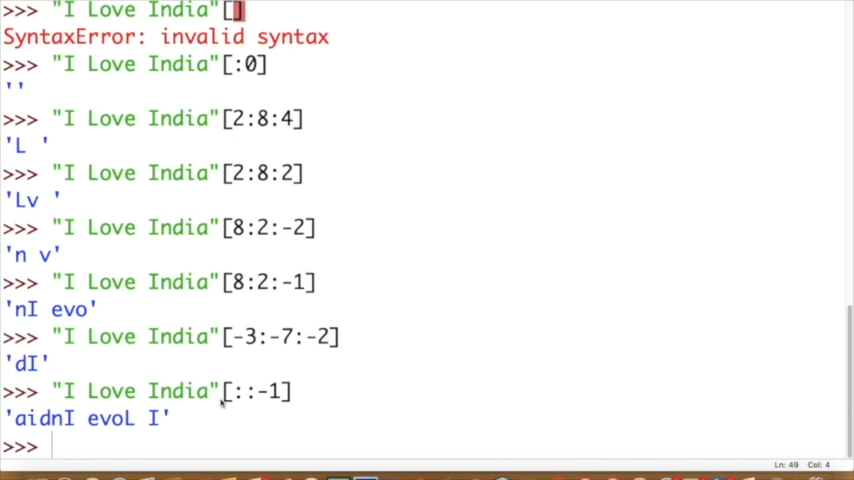 >>> "I Love India"[]
SyntaxError: invalid syntax
>>> "I Love India"[:0]
''
>>> "I Love India"[2:8:4]
'L '
>>> "I Love India"[2:8:2]
'Lv '
>>> "I Love India"[8:2:-2]
'n v'
>>> "I Love India"[8:2:-1]
'nI evo'
>>> "I Love India"[-3:-7:-2]
'dI'
>>> "I Love India"[::-1]
'aidnI evoL I'
>>>
Ln: 49 Col: 4